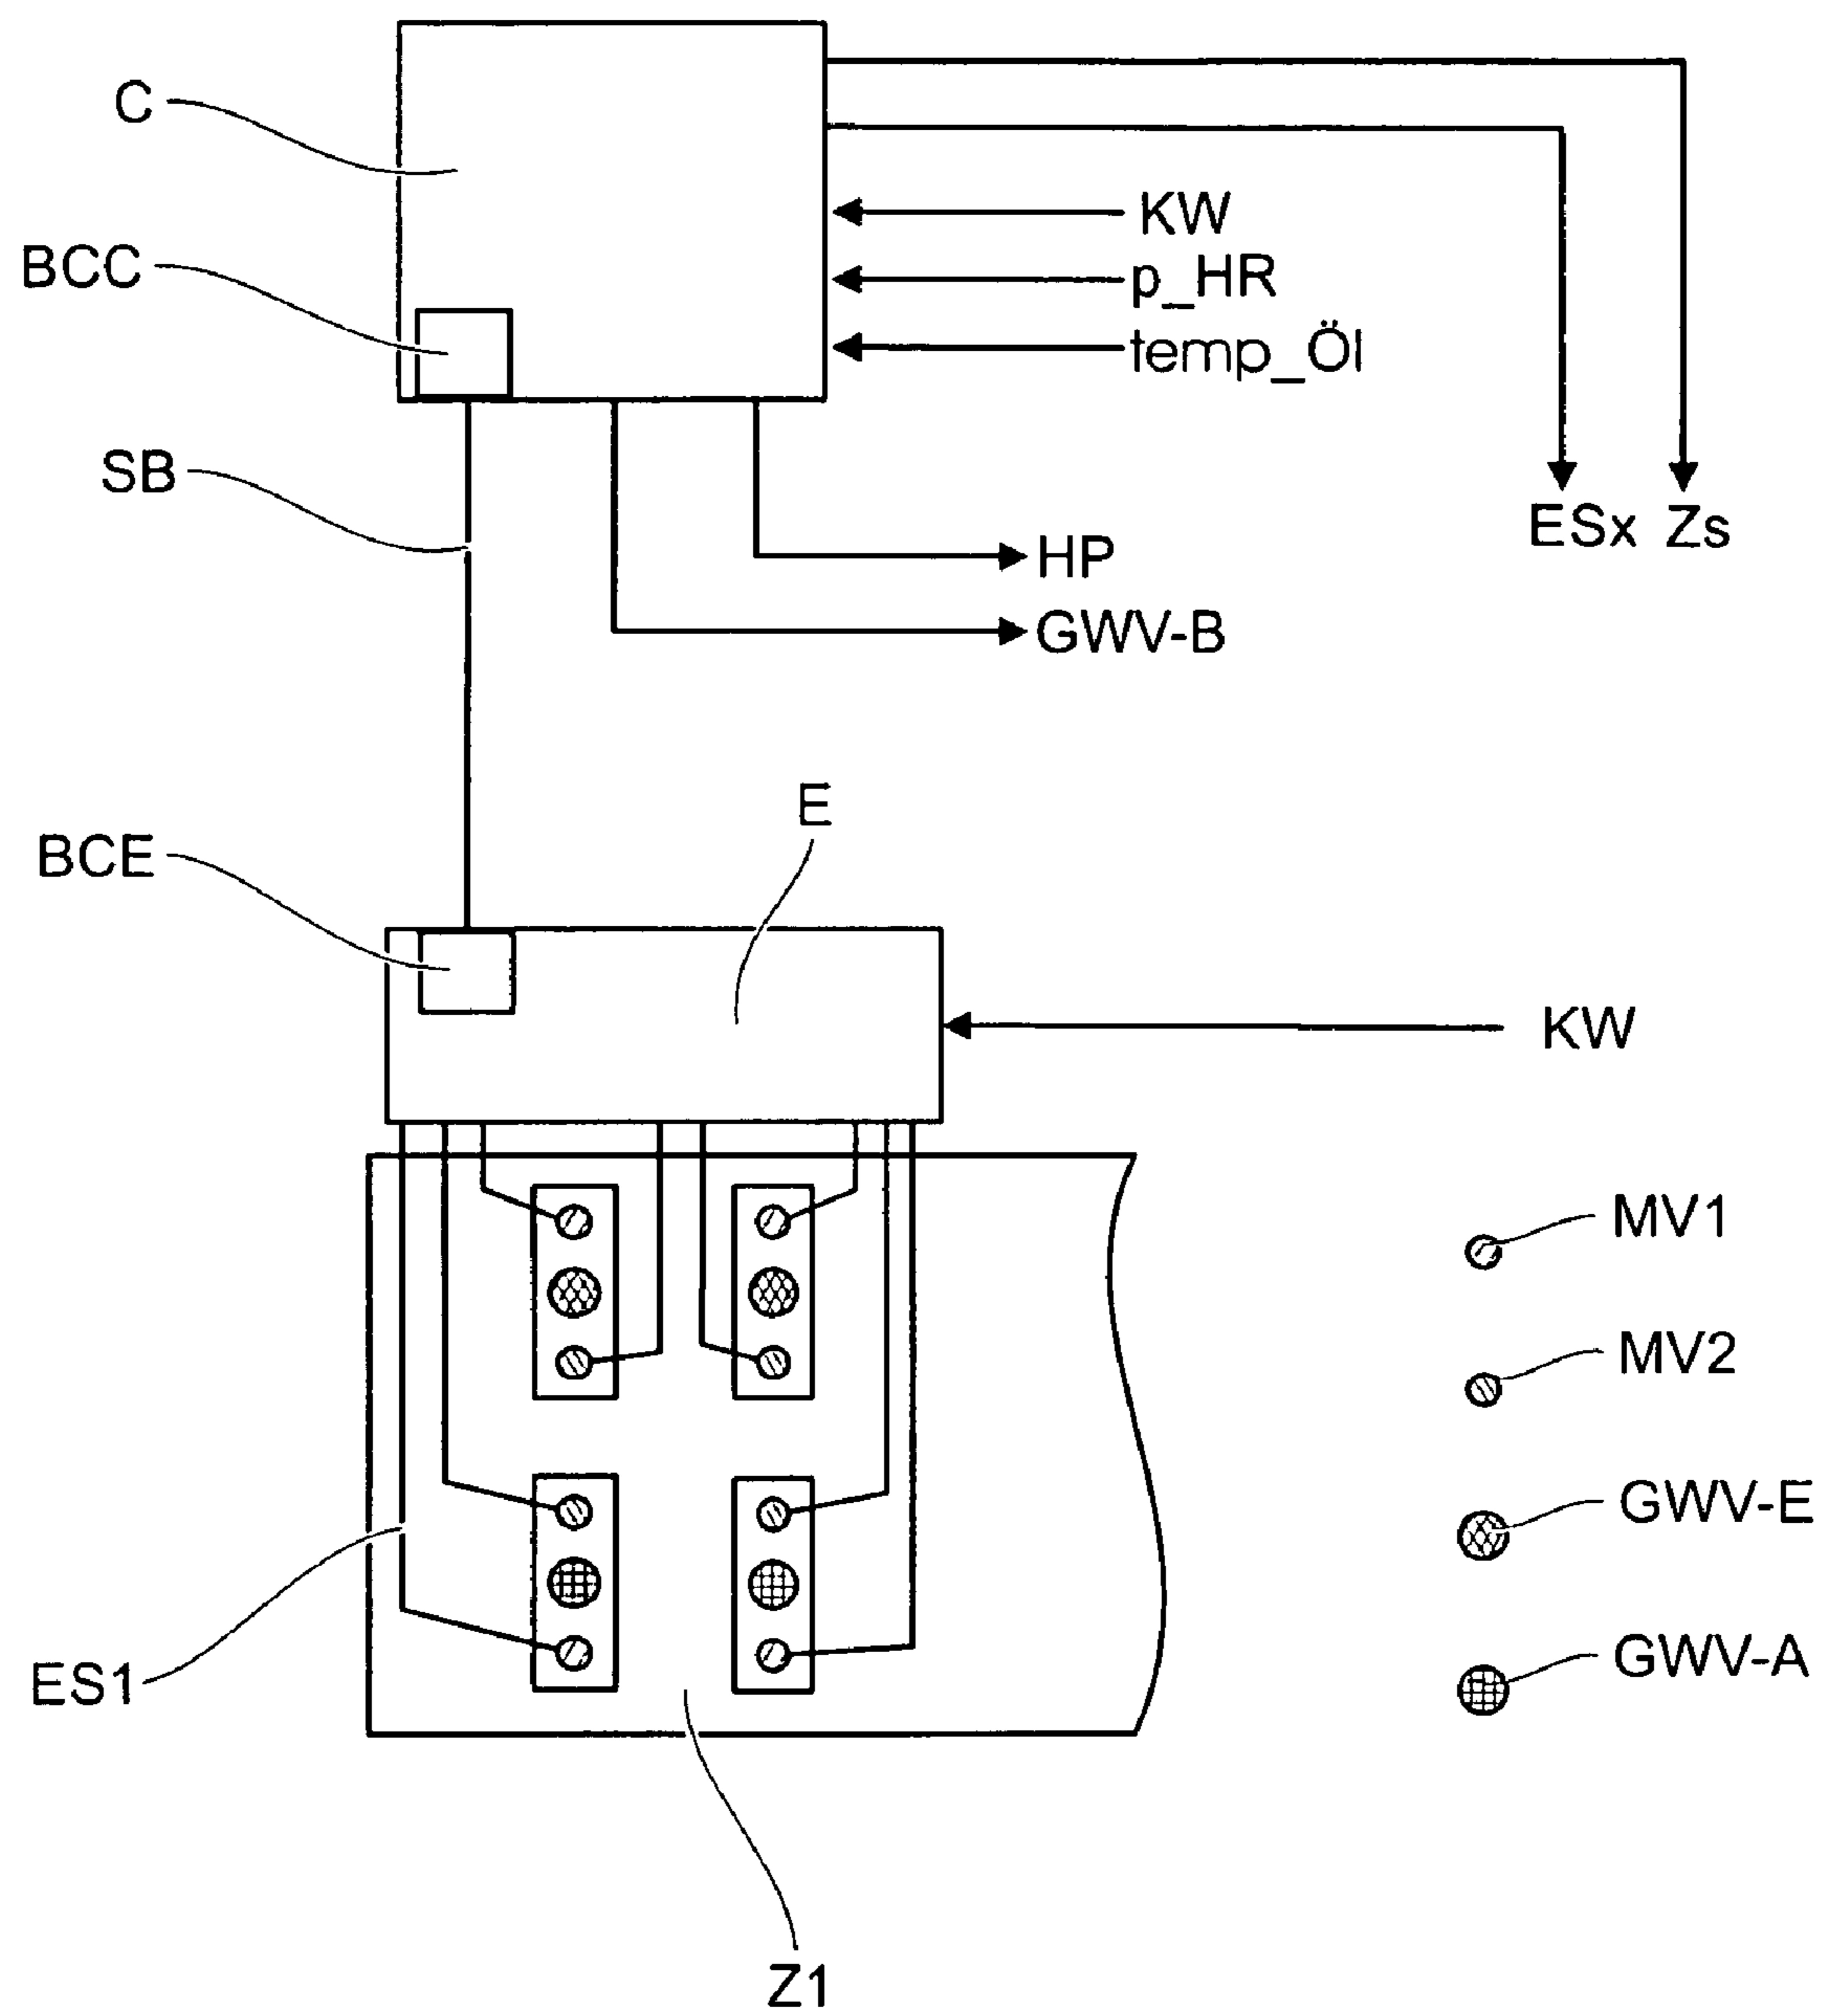 C
KW
BCC
p_HR
temp_Öl
SB
ESx Zs
HP
GWV-B
E
BCE
KW
MV1
MV2
GWV-E
GWV-A
ES1
Z1